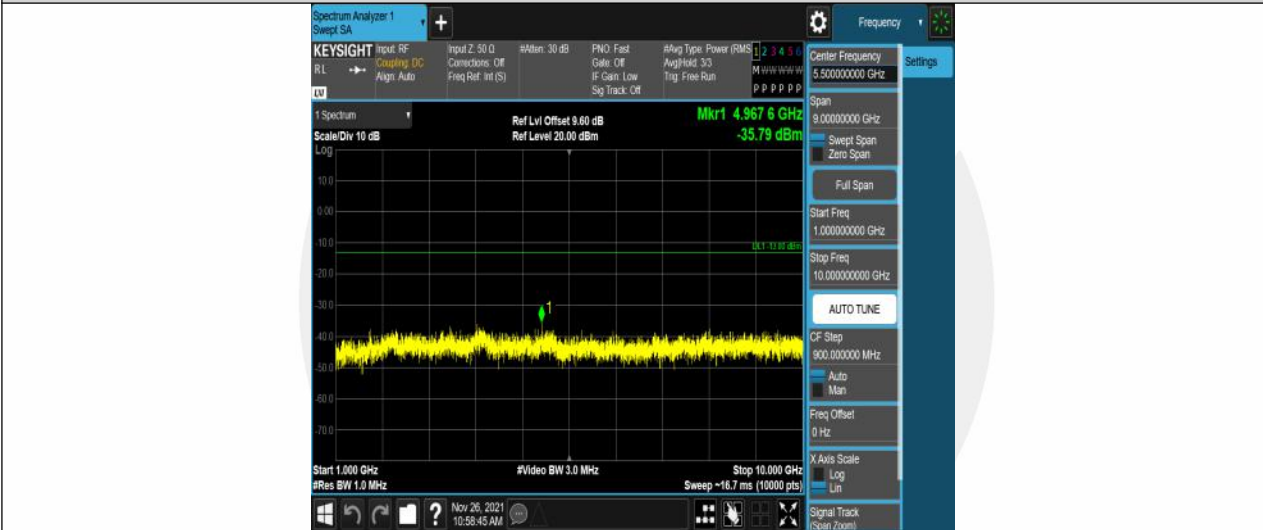 Spectrum Analyzer 1
Swept SA
+
Frequency
KEYSIGHT
Input: RF
Coupling: DC
Align: Auto
RL
LV
Input Z: 50 Ω
Corrections: Off
Freq Ref: Int (S)
#Atten: 30 dB
PNO: Fast
Gate: Off
IF Gain: Low
Sig Track: Off
#Avg Type: Power (RMS
Avg|Hold: 3/3
Trig: Free Run
1 2 3 4 5 6
M W W W W W
P P P P P P
1 Spectrum
Scale/Div 10 dB
Log
Ref Lvl Offset 9.60 dB
Ref Level 20.00 dBm
Mkr1 4.967 6 GHz
-35.79 dBm
10.0
0.00
-10.0
DL1 -13.00 dBm
-20.0
-30.0
1
-40.0
-50.0
-60.0
-70.0
Start 1.000 GHz
#Res BW 1.0 MHz
#Video BW 3.0 MHz
Stop 10.000 GHz
Sweep ~16.7 ms (10000 pts)
?
Nov 26, 2021
10:58:45 AM
Center Frequency
5.500000000 GHz
Settings
Span
9.00000000 GHz
Swept Span
Zero Span
Full Span
Start Freq
1.000000000 GHz
Stop Freq
10.000000000 GHz
AUTO TUNE
CF Step
900.000000 MHz
Auto
Man
Freq Offset
0 Hz
X Axis Scale
Log
Lin
Signal Track
(Span Zoom)